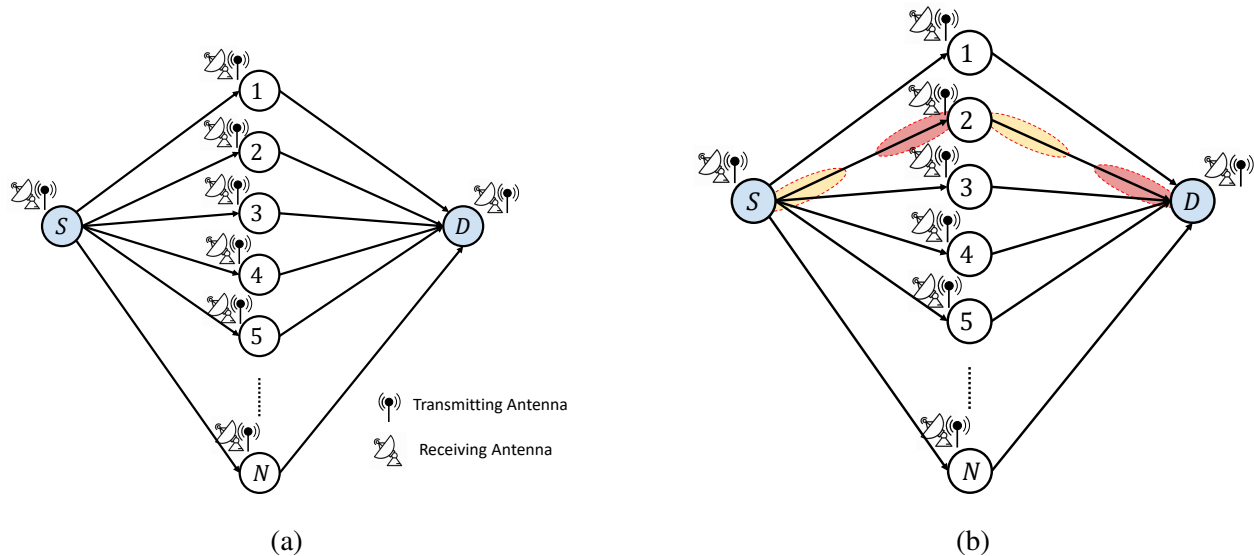 1
2
3
S
D
4
5
N
Transmitting Antenna
Receiving Antenna
(a)
1
2
3
S
D
4
5
N
(b)